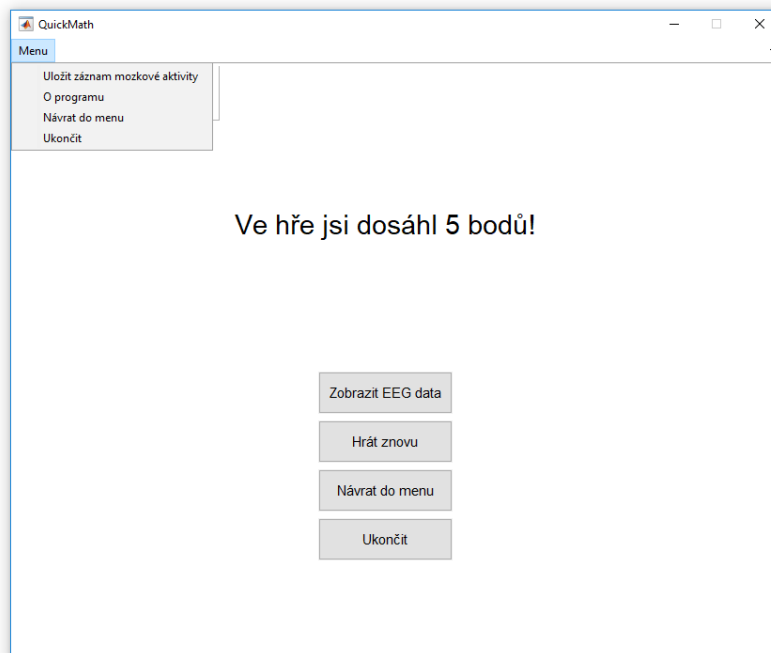 QuickMath
Menu
Uložit záznam mozkové aktivity
O programu
Návrat do menu
Ukončit
Ve hře jsi dosáhl 5 bodů!
Zobrazit EEG data
Hrát znovu
Návrat do menu
Ukončit